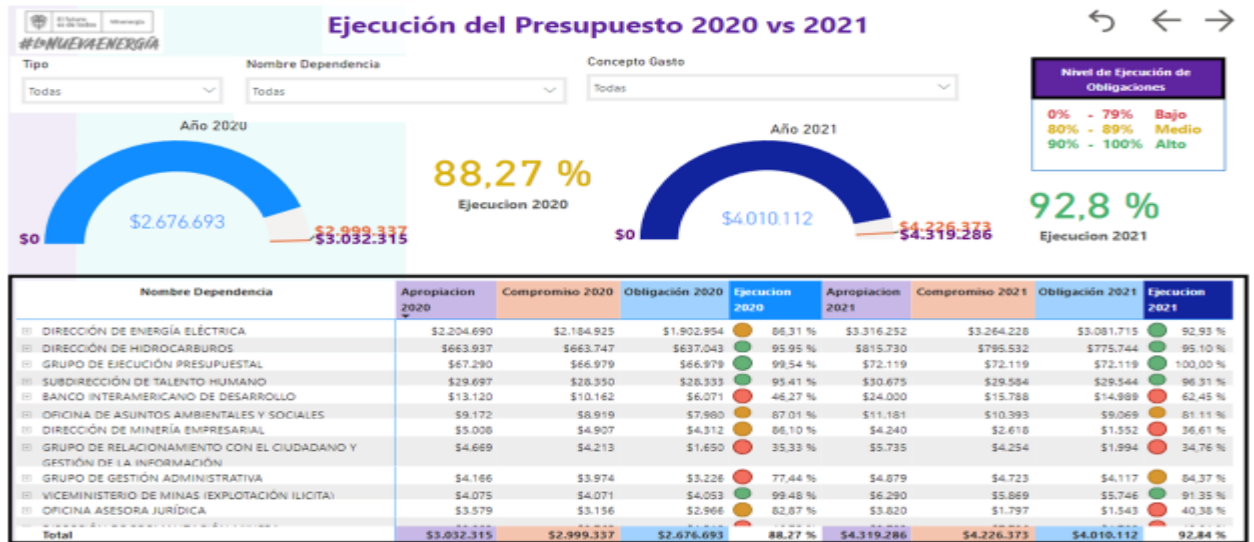 El futuro es de todos Minenergía
#LaNUEVAENERGÍA
Ejecución del Presupuesto 2020 vs 2021
Tipo
Todas
Nombre Dependencia
Todas
Concepto Gasto
Todas
Nivel de Ejecución de
Obligaciones
0% - 79% Bajo
80% - 89% Medio
90% - 100% Alto
Año 2020
$2.676.693
$0
$2.999.337
$3.032.315
88,27 %
Ejecucion 2020
Año 2021
$4.010.112
$0
$4.226.373
$4.319.286
92,8 %
Ejecucion 2021
Nombre Dependencia Apropiacion 2020 Compromiso 2020 Obligación 2020 Ejecucion 2020 Apropiacion 2021 Compromiso 2021 Obligación 2021 Ejecucion 2021
DIRECCIÓN DE ENERGÍA ELÉCTRICA $2.204.690 $2.184.925 $1.902.954 86,31 % $3.316.252 $3.264.228 $3.081.715 92,93 %
DIRECCIÓN DE HIDROCARBUROS $663.937 $663.747 $637.043 95,95 % $815.730 $795.532 $775.744 95,10 %
GRUPO DE EJECUCIÓN PRESUPUESTAL $67.290 $66.979 $66.979 99,54 % $72.119 $72.119 $72.119 100,00 %
SUBDIRECCIÓN DE TALENTO HUMANO $29.697 $28.350 $28.333 95,41 % $30.675 $29.584 $29.544 96,31 %
BANCO INTERAMERICANO DE DESARROLLO $13.120 $10.162 $6.071 46,27 % $24.000 $15.788 $14.989 62,45 %
OFICINA DE ASUNTOS AMBIENTALES Y SOCIALES $9.172 $8.919 $7.980 87,01 % $11.181 $10.393 $9.069 81,11 %
DIRECCIÓN DE MINERÍA EMPRESARIAL $5.008 $4.907 $4.312 86,10 % $4.240 $2.618 $1.552 36,61 %
GRUPO DE RELACIONAMIENTO CON EL CIUDADANO Y $4.669 $4.213 $1.650 35,33 % $5.735 $4.254 $1.994 34,76 %
GESTIÓN DE LA INFORMACIÓN
GRUPO DE GESTIÓN ADMINISTRATIVA $4.166 $3.974 $3.226 77,44 % $4.879 $4.723 $4.117 84,37 %
VICEMINISTERIO DE MINAS (EXPLOTACIÓN ILICITA) $4.075 $4.071 $4.053 99,48 % $6.290 $5.869 $5.746 91,35 %
OFICINA ASESORA JURÍDICA $3.579 $3.156 $2.966 82,87 % $3.820 $1.797 $1.543 40,38 %
Total $3.032.315 $2.999.337 $2.676.693 88,27 % $4.319.286 $4.226.373 $4.010.112 92,84 %